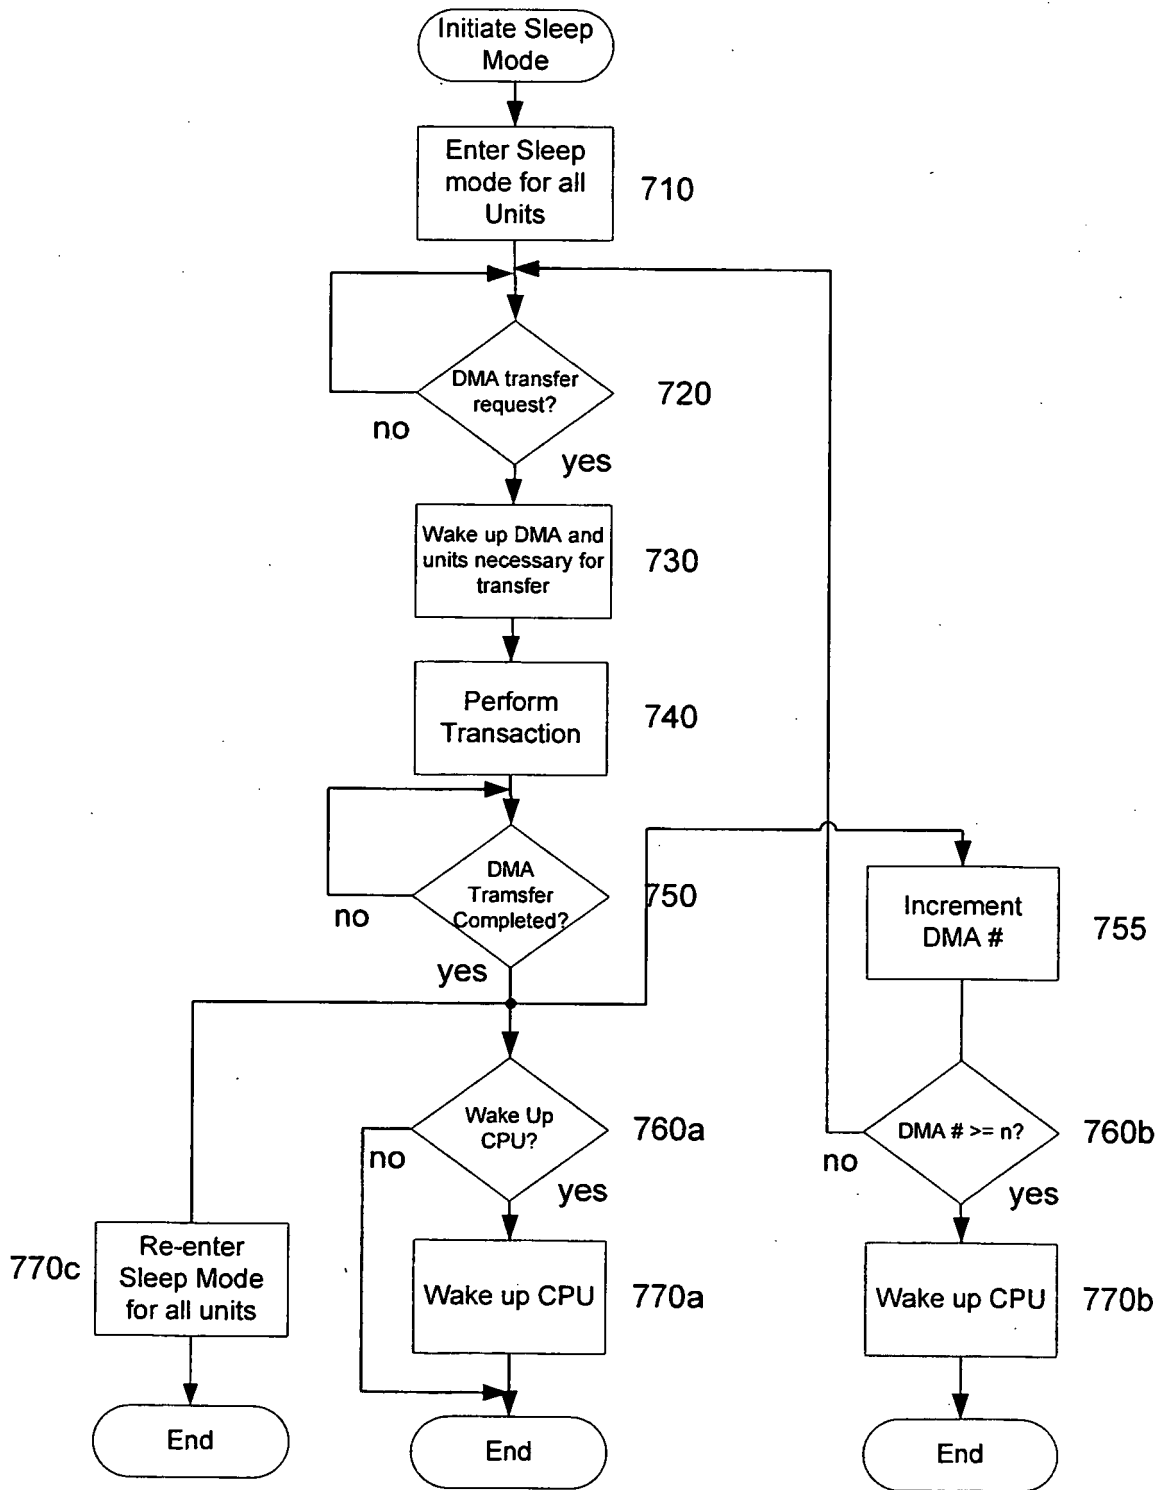 Initiate Sleep
Mode
Enter Sleep
mode for all
Units
710
DMA transfer
request?
720
no
yes
Wake up DMA and
units necessary for
transfer
730
Perform
Transaction
740
DMA
Tramsfer
Completed?
750
no
yes
Increment
DMA #
755
Wake Up
CPU?
760a
no
yes
DMA # >= n?
760b
no
yes
770c
Re-enter
Sleep Mode
for all units
Wake up CPU
770a
Wake up CPU
770b
End
End
End